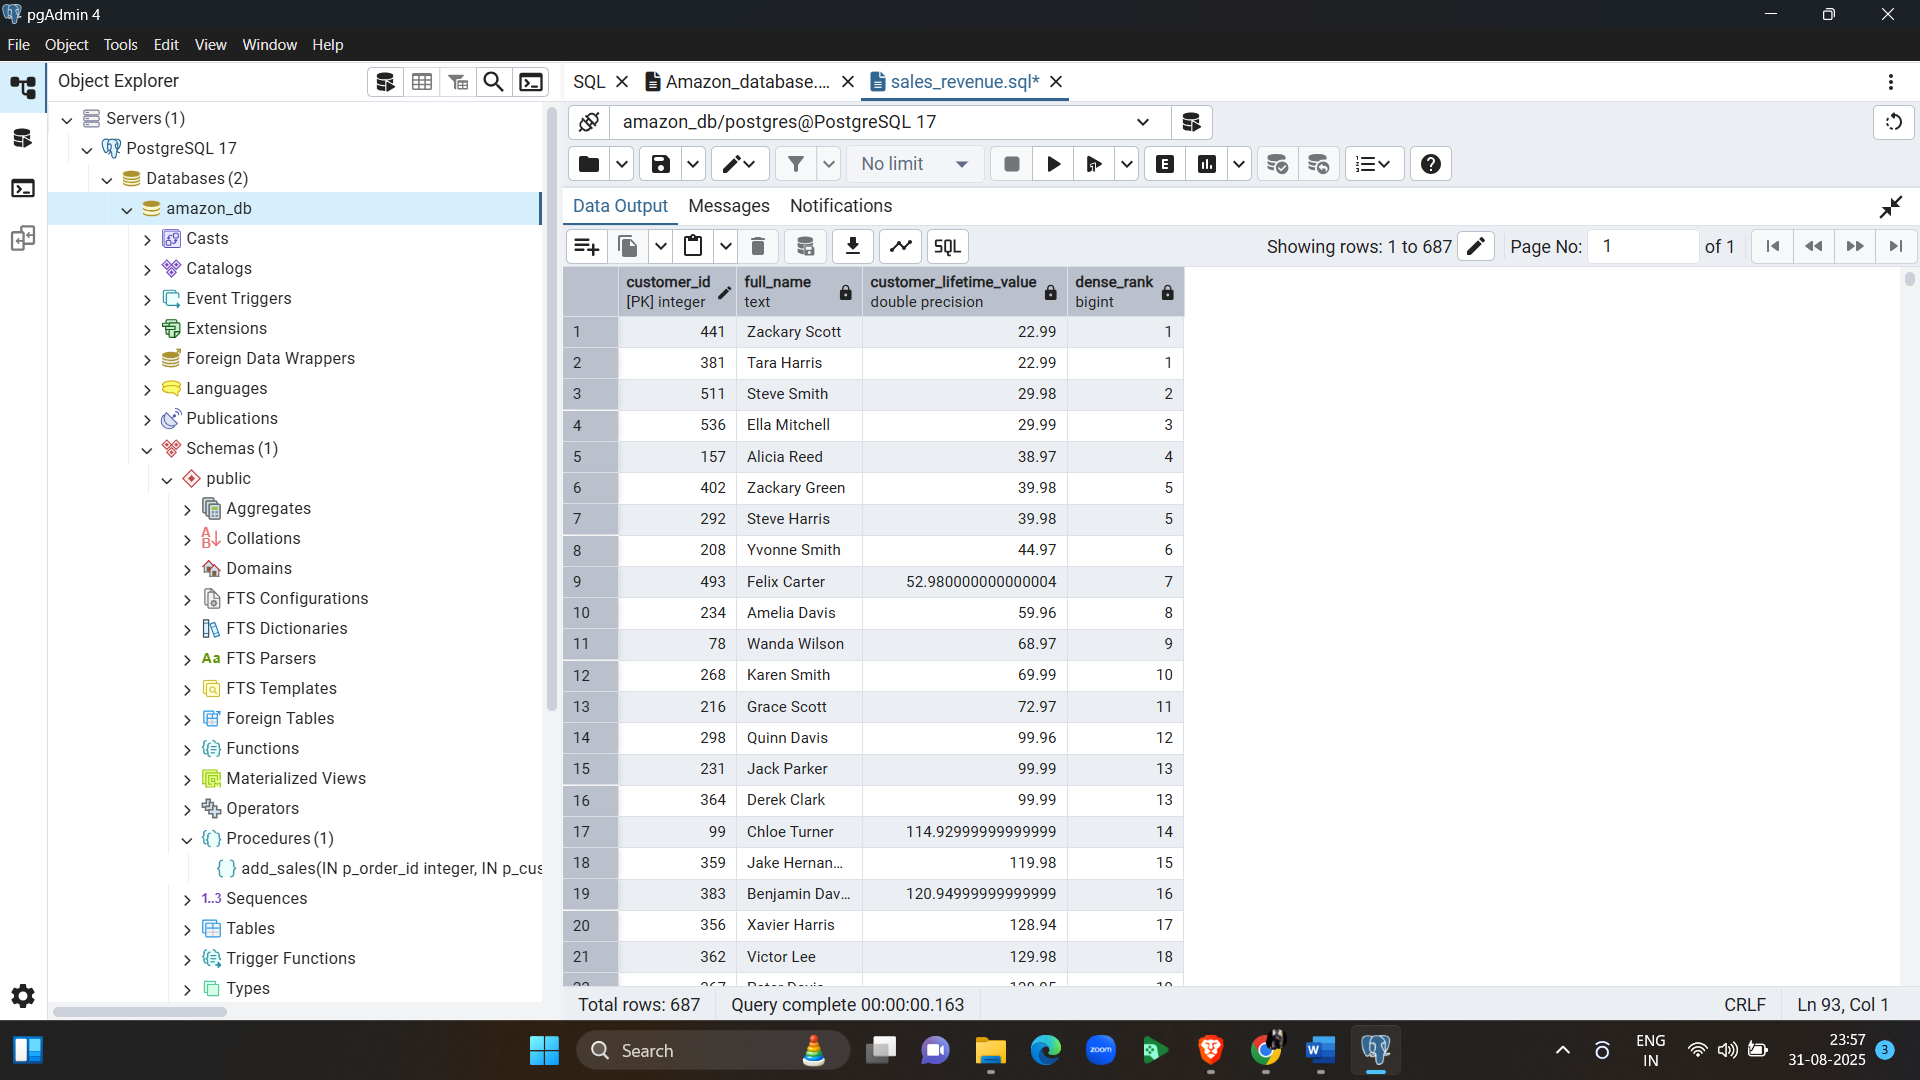 pgAdmin 4
File Object Tools Edit View Window Help
Object Explorer
Servers (1)
PostgreSQL 17
Databases (2)
amazon_db
Casts
Catalogs
Event Triggers
Extensions
Foreign Data Wrappers
Languages
Publications
Schemas (1)
public
Aggregates
Collations
Domains
FTS Configurations
FTS Dictionaries
Aa FTS Parsers
FTS Templates
Foreign Tables
Functions
Materialized Views
Operators
Procedures (1)
add_sales(IN p_order_id integer, IN p_cus
1..3 Sequences
Tables
Trigger Functions
Types
SQL Amazon_database.... sales_revenue.sql*
amazon_db/postgres@PostgreSQL 17
No limit E
Data Output Messages Notifications
SQL Showing rows: 1 to 687 Page No: 1 of 1
customer_id full_name customer_lifetime_value dense_rank
[PK] integer text double precision bigint
1 441 Zackary Scott 22.99 1
2 381 Tara Harris 22.99 1
3 511 Steve Smith 29.98 2
4 536 Ella Mitchell 29.99 3
5 157 Alicia Reed 38.97 4
6 402 Zackary Green 39.98 5
7 292 Steve Harris 39.98 5
8 208 Yvonne Smith 44.97 6
9 493 Felix Carter 52.980000000000004 7
10 234 Amelia Davis 59.96 8
11 78 Wanda Wilson 68.97 9
12 268 Karen Smith 69.99 10
13 216 Grace Scott 72.97 11
14 298 Quinn Davis 99.96 12
15 231 Jack Parker 99.99 13
16 364 Derek Clark 99.99 13
17 99 Chloe Turner 114.92999999999999 14
18 359 Jake Hernan... 119.98 15
19 383 Benjamin Dav... 120.94999999999999 16
20 356 Xavier Harris 128.94 17
21 362 Victor Lee 129.98 18
Total rows: 687 Query complete 00:00:00.163 CRLF Ln 93, Col 1
Search
zoom
W
ENG
IN
23:57
31-08-2025
3